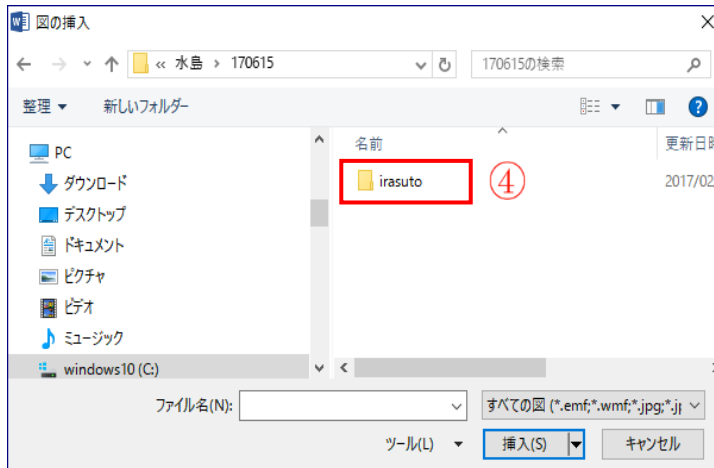 図の挿入
« 水島 › 170615
170615の検索
整理 新しいフォルダー
名前 更新日時
PC
ダウンロード
irasuto ④ 2017/02
デスクトップ
ドキュメント
ピクチャ
ビデオ
ミュージック
windows10 (C:)
ファイル名(N): すべての図 (*.emf;*.wmf;*.jpg;*.jp
ツール(L) 挿入(S) キャンセル